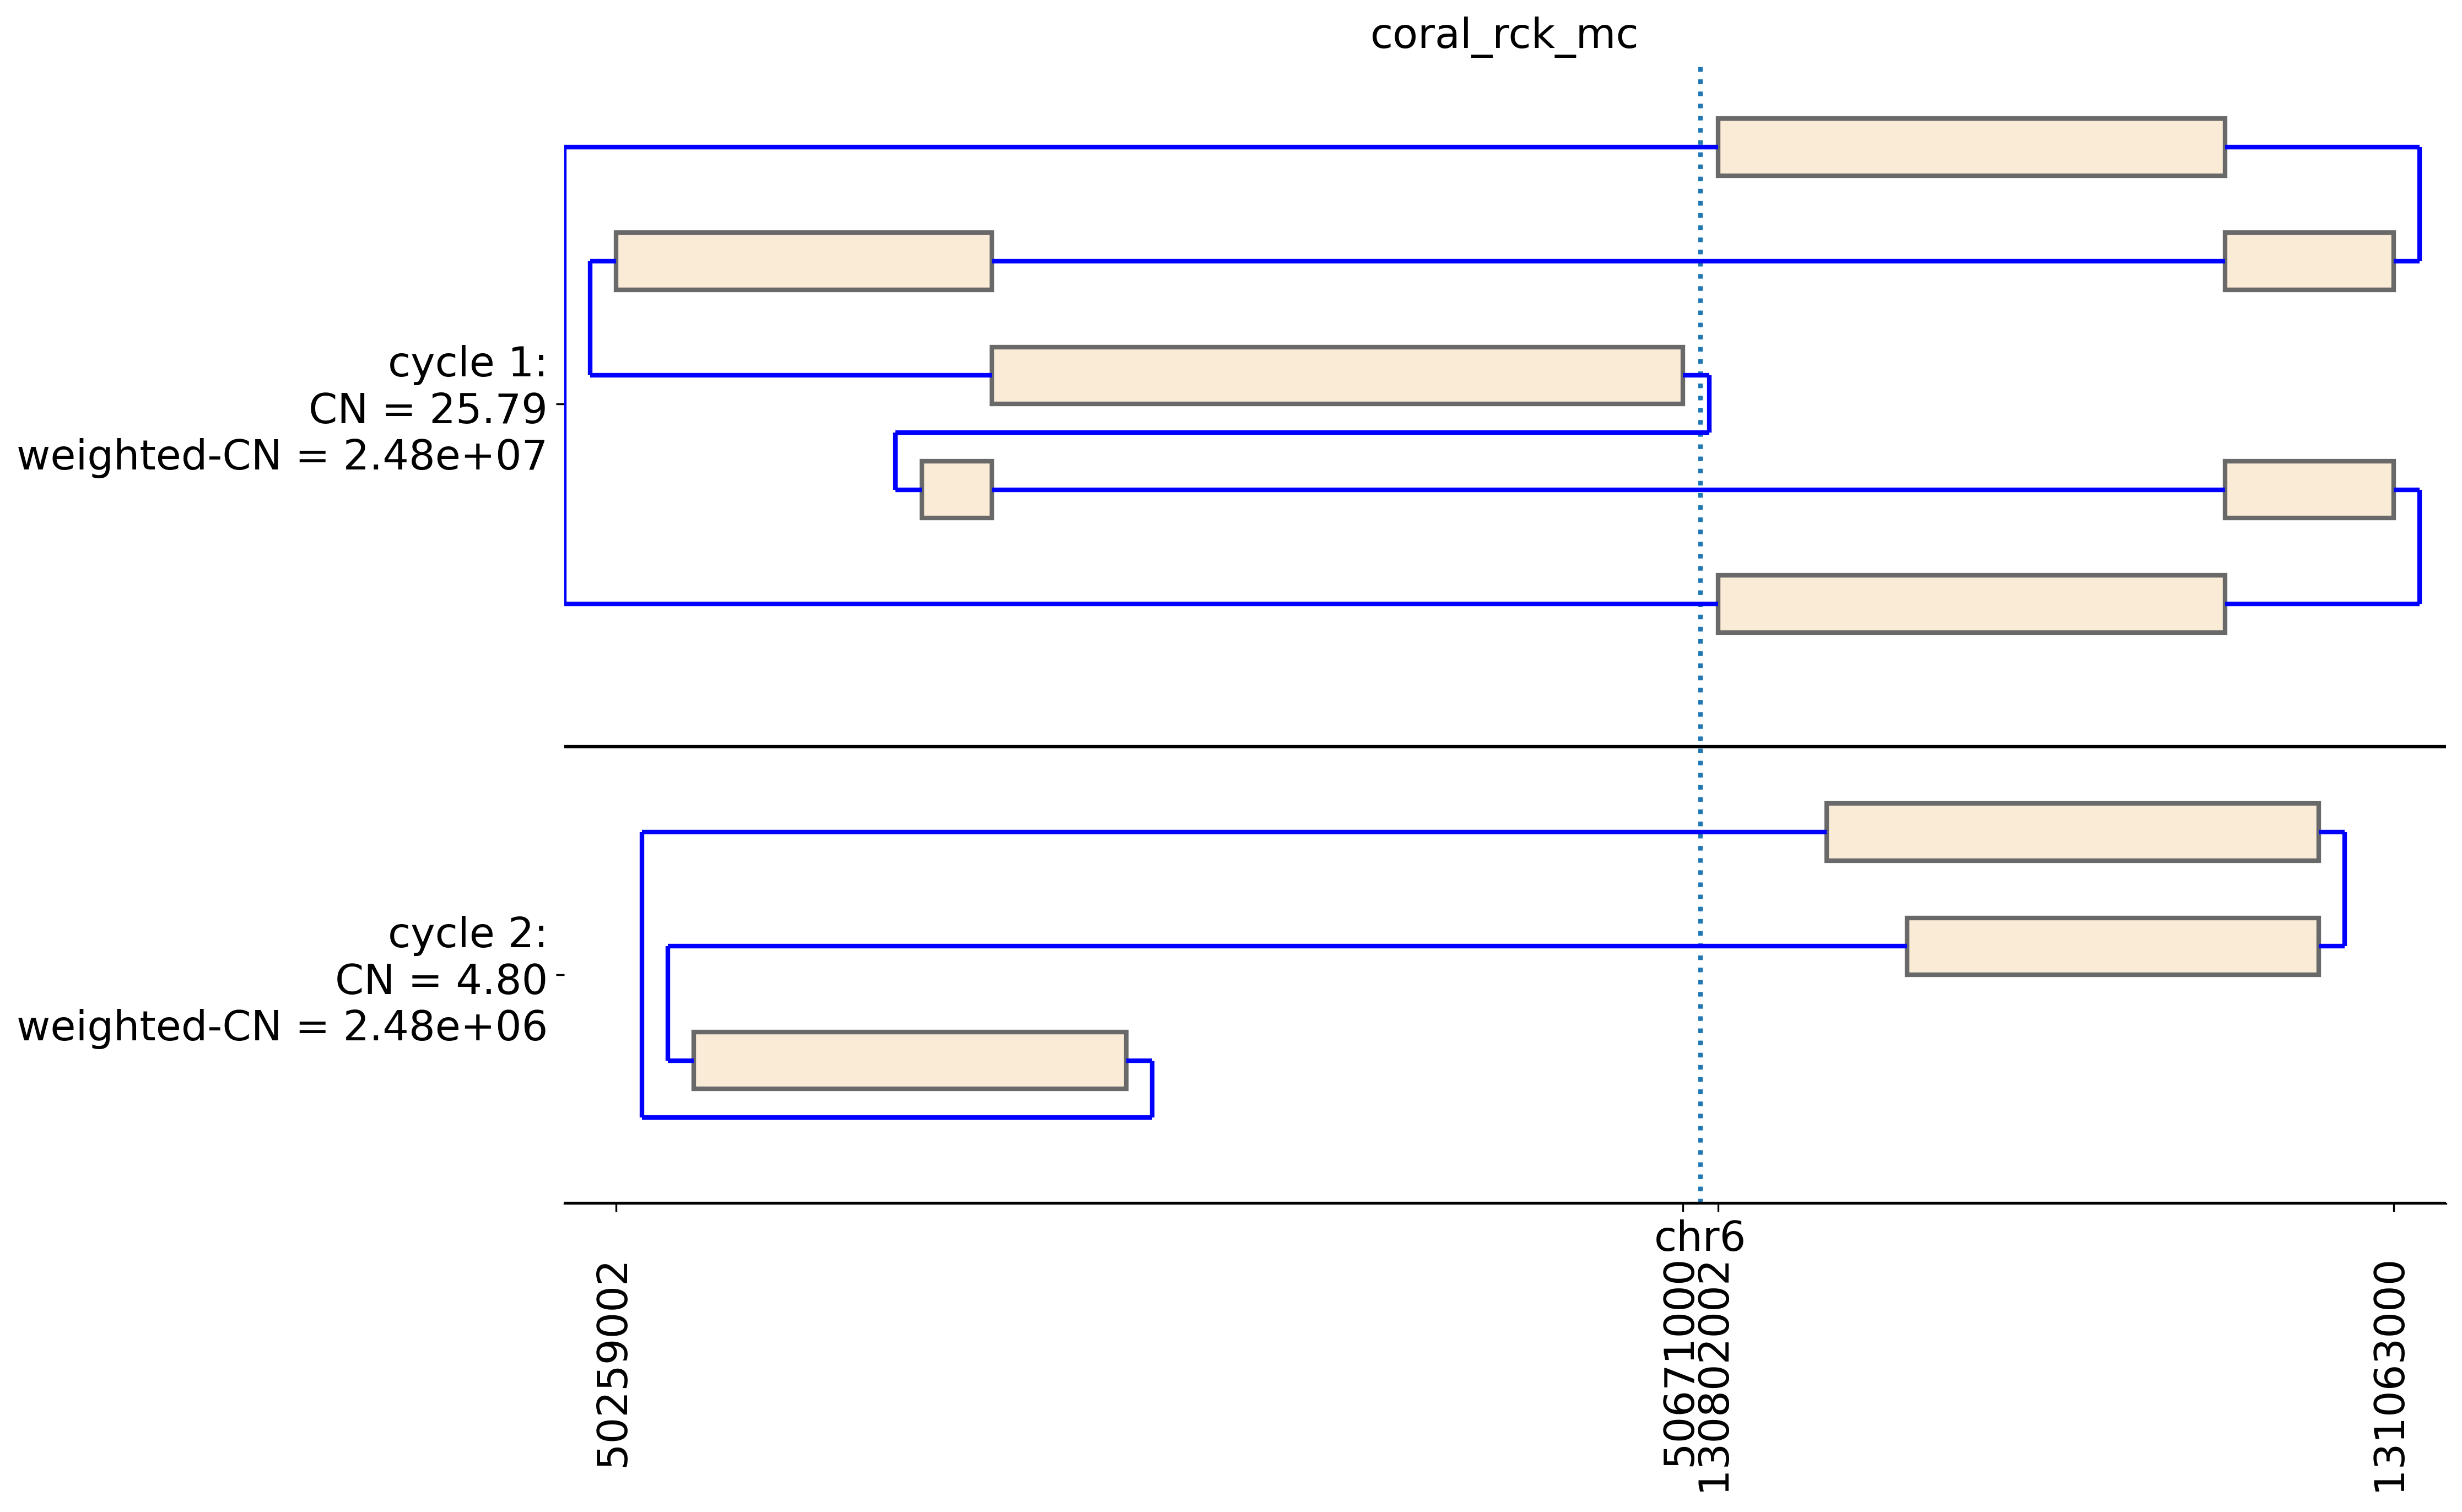 coral_rck_mc
cycle 1:
CN = 25.79
weighted-CN = 2.48e+07
cycle 2:
CN = 4.80
weighted-CN = 2.48e+06
chr6
50259002
50671000
130802002
131063000